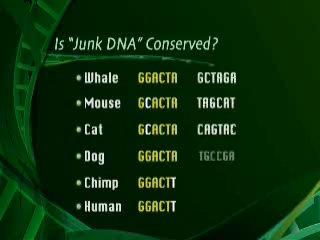 Is “Junk DNA” Conserved?
• Whale GGACTA GCTAGA
• Mouse GCACTA TAGCAT
• Cat GCACTA CAGTAC
• Dog GGACTA TGCCGA
• Chimp GGACTT
• Human GGACTT